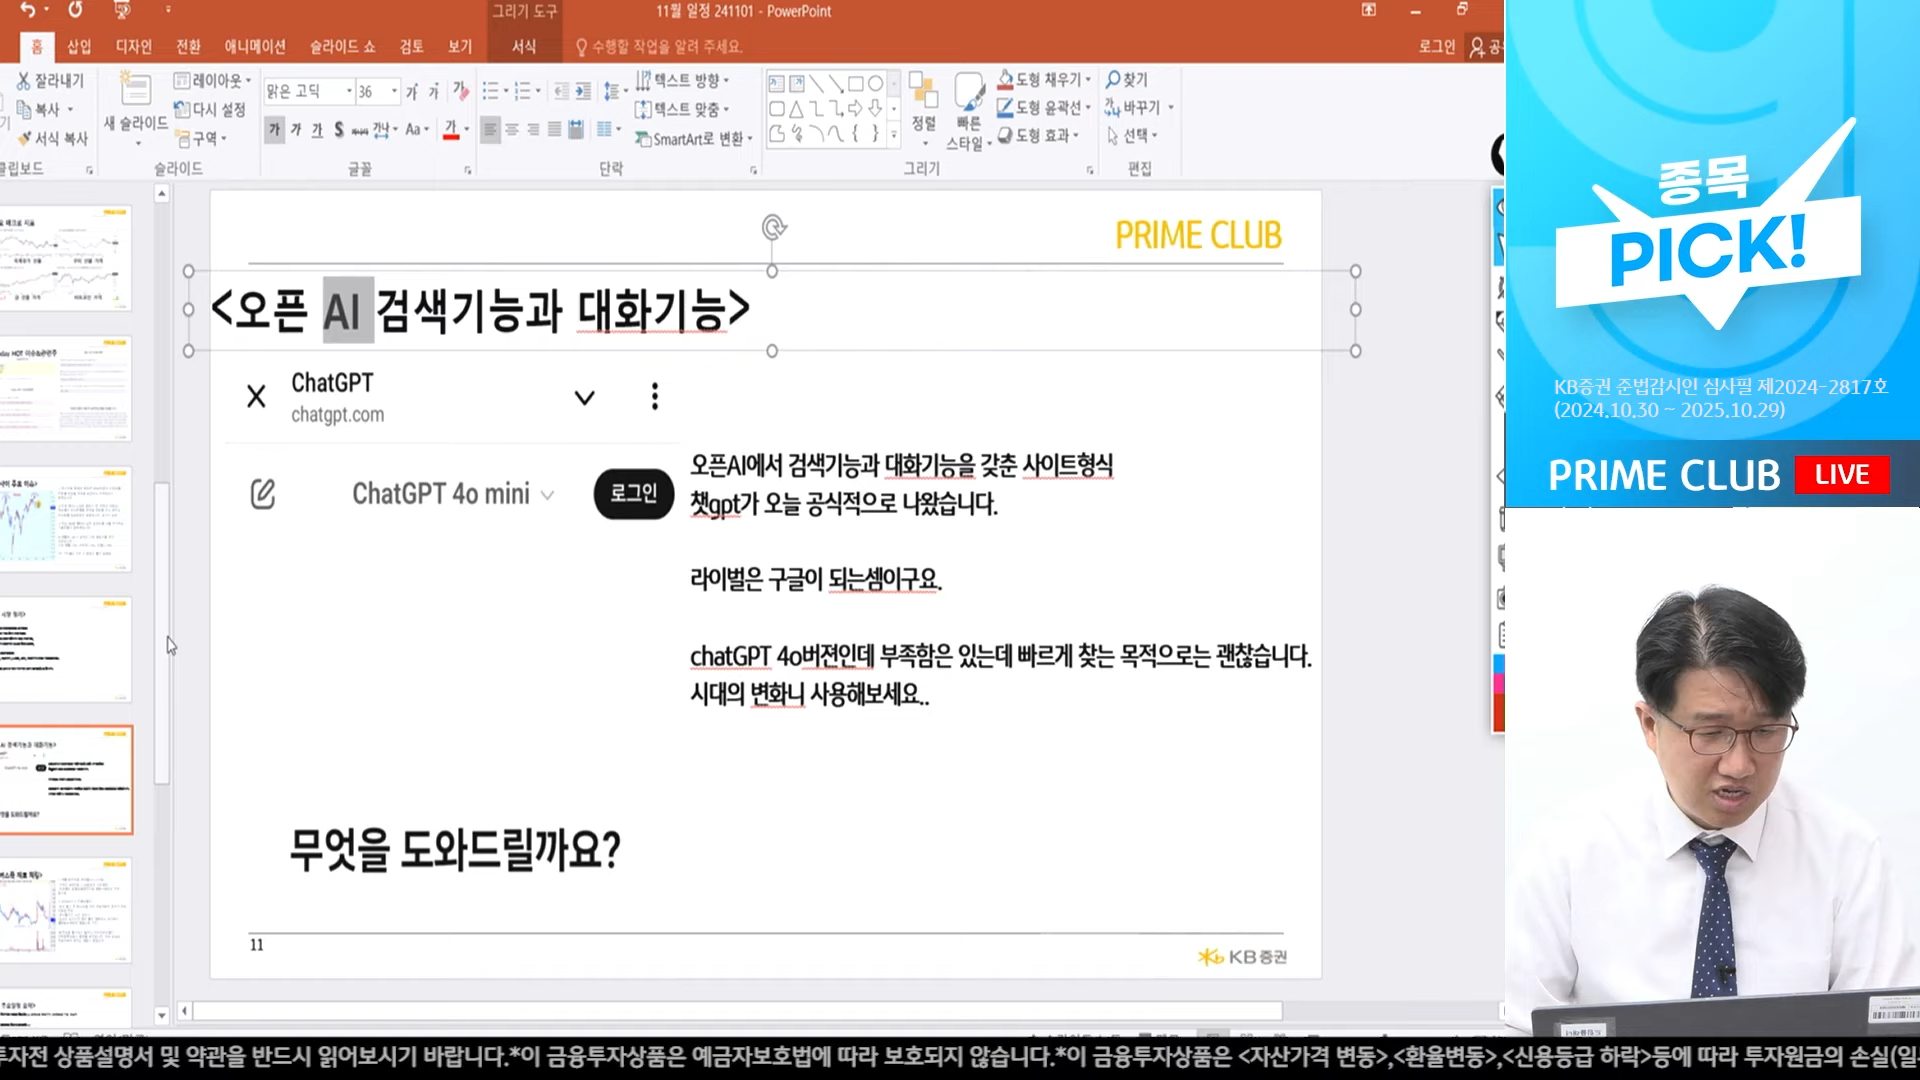 그리기 도구
11월 일정 241101 - PowerPoint
홈 삽입 디자인 전환 애니메이션 슬라이드 쇼 검토 보기 서식 수행할 작업을 알려 주세요. 로그인
잘라내기
복사
서식 복사
새 슬라이드
레이아웃
다시 설정
구역
슬라이드
맑은 고딕 36
글꼴
텍스트 방향
텍스트 맞춤
SmartArt로 변환
단락
정렬
빠른
스타일
도형 채우기
도형 윤곽선
도형 효과
그리기
찾기
바꾸기
선택
편집
PRIME CLUB
<오픈 AI 검색기능과 대화기능>
ChatGPT
chatgpt.com
ChatGPT 4o mini
로그인
오픈AI에서 검색기능과 대화기능을 갖춘 사이트형식
챗gpt가 오늘 공식적으로 나왔습니다.
라이벌은 구글이 되는셈이구요.
chatGPT 4o버젼인데 부족함은 있는데 빠르게 찾는 목적으로는 괜찮습니다.
시대의 변화니 사용해보세요..
무엇을 도와드릴까요?
11
KB증권
종목
PICK!
KB증권 준법감시인 심사필 제2024-2817호
(2024.10.30 ~ 2025.10.29)
PRIME CLUB LIVE
투자전 상품설명서 및 약관을 반드시 읽어보시기 바랍니다.*이 금융투자상품은 예금자보호법에 따라 보호되지 않습니다.*이 금융투자상품은 <자산가격 변동>,<환율변동>,<신용등급 하락>등에 따라 투자원금의 손실(일